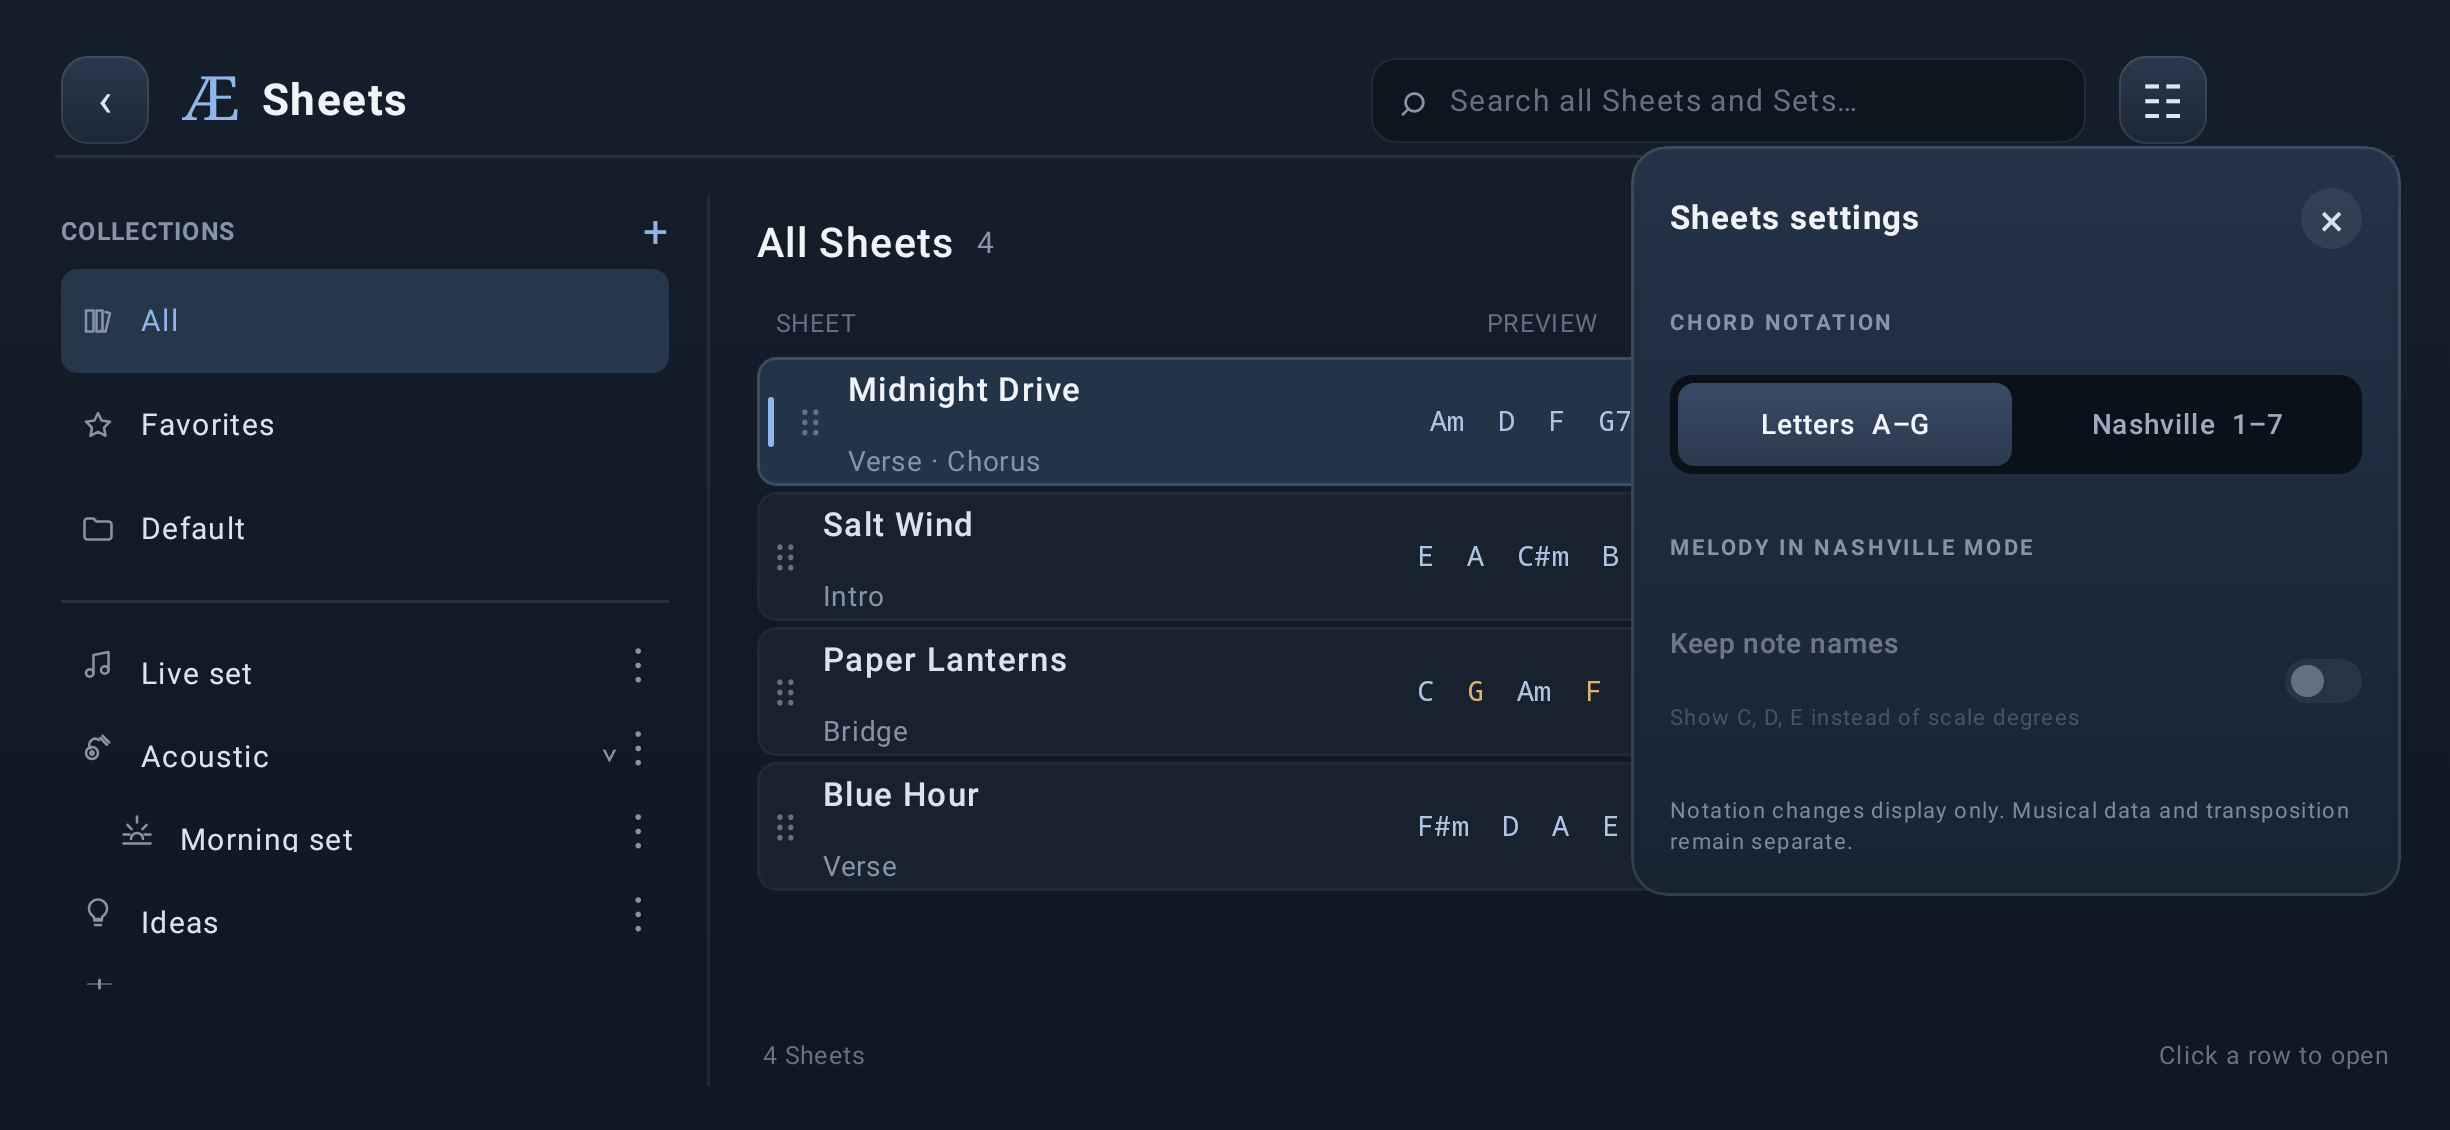 ‹ Æ Sheets
Search all Sheets and Sets…
COLLECTIONS +
All
Favorites
Default
Live set
Acoustic
Morning set
Ideas
All Sheets 4
SHEET PREVIEW
Midnight Drive
Am D F G7
Verse · Chorus
Salt Wind
E A C#m B
Intro
Paper Lanterns
C G Am F
Bridge
Blue Hour
F#m D A E
Verse
4 Sheets
Click a row to open
Sheets settings ×
CHORD NOTATION
Letters A–G Nashville 1–7
MELODY IN NASHVILLE MODE
Keep note names
Show C, D, E instead of scale degrees
Notation changes display only. Musical data and transposition
remain separate.